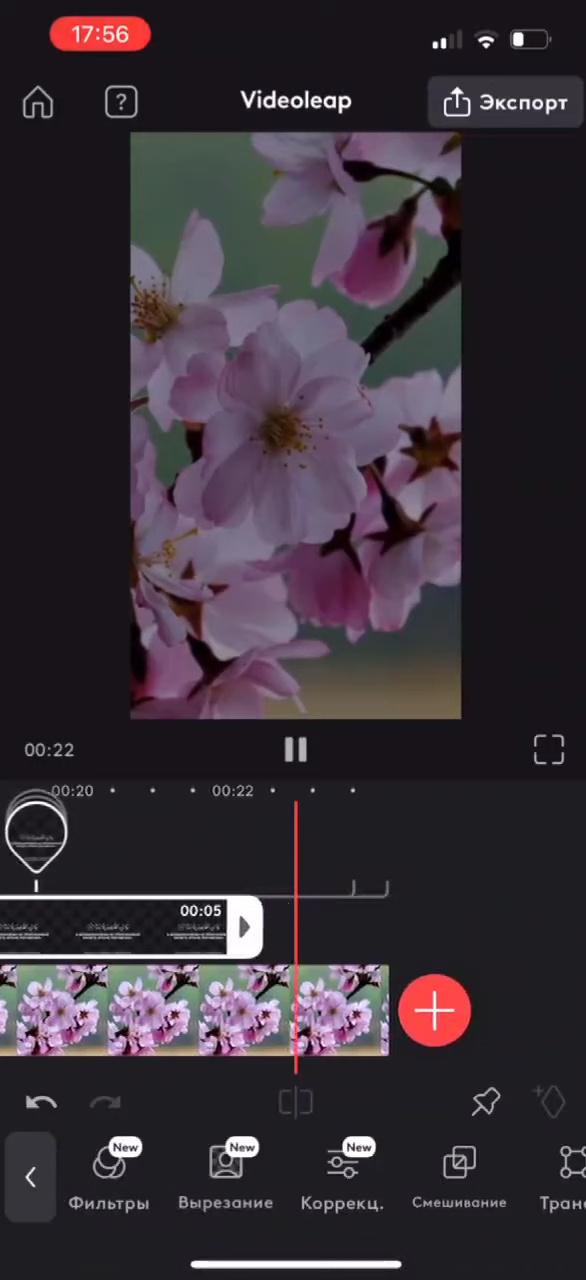 17:56
Videoleap
Экспорт
00:22
00:20
00:22
00:05
New
New
New
Фильтры
Вырезание
Коррекц.
Смешивание